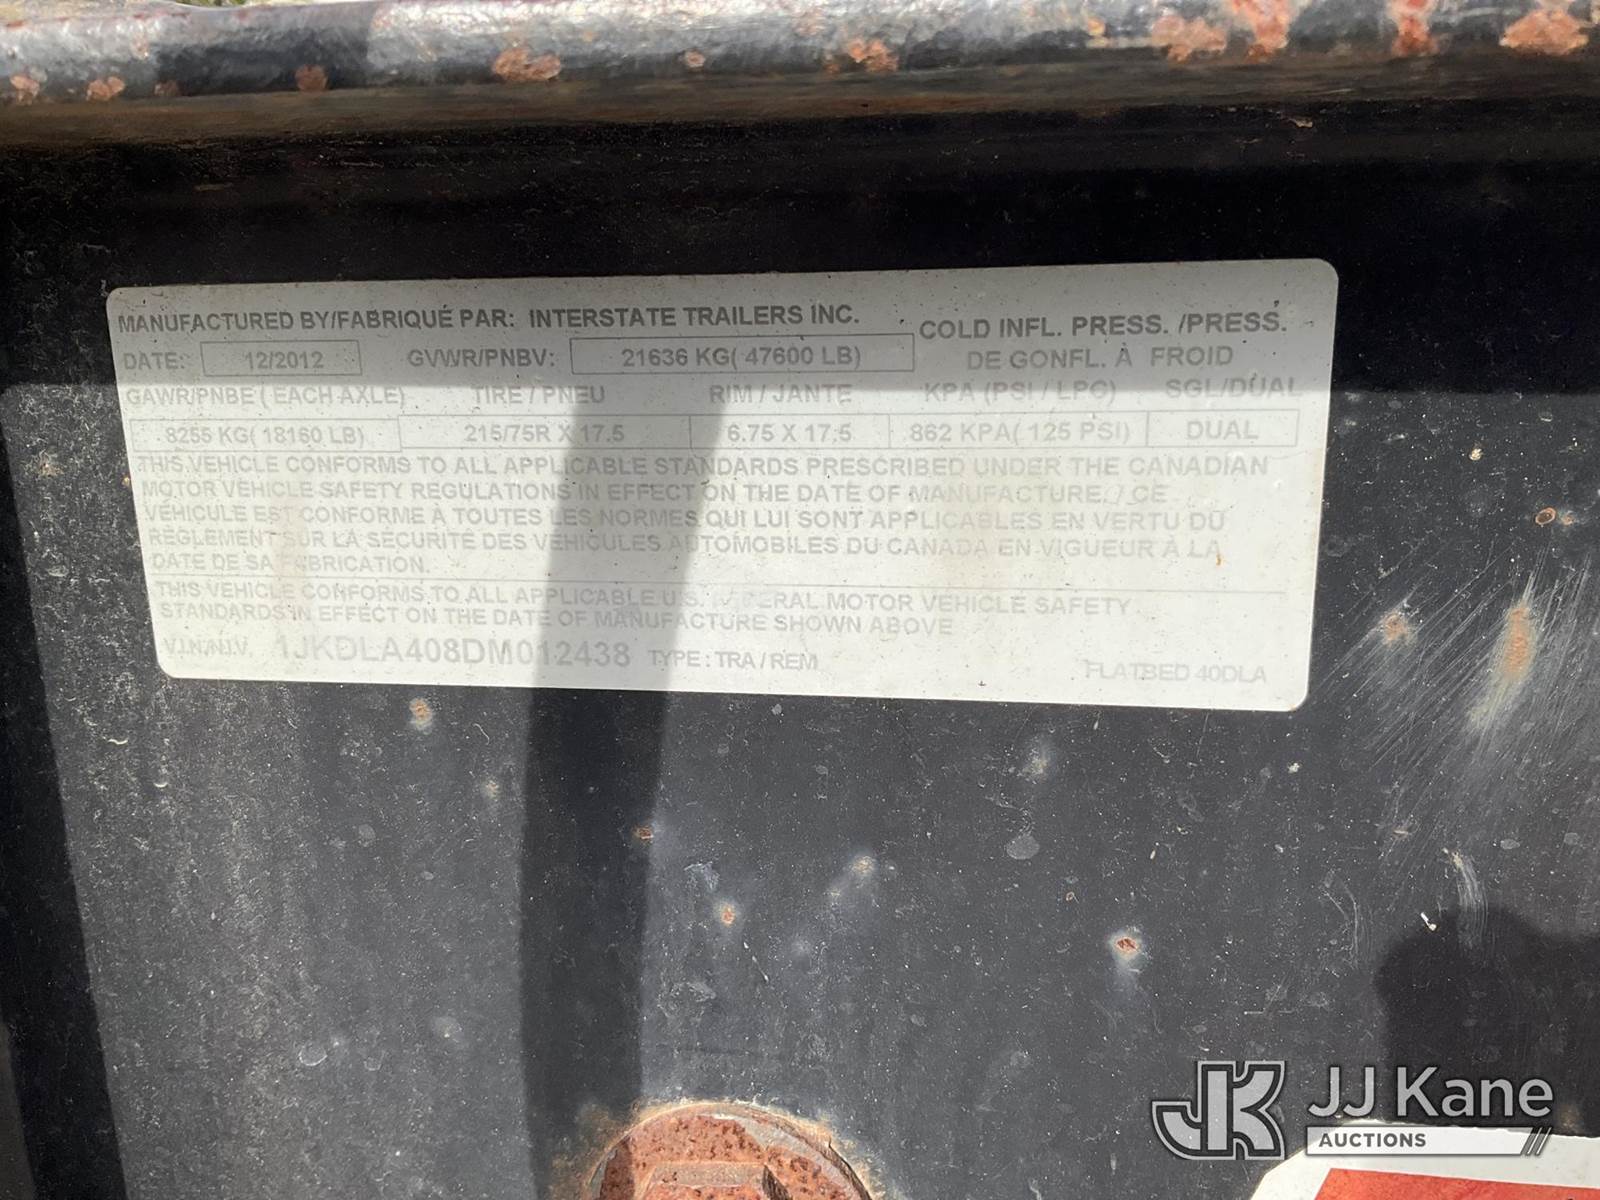 MANUFACTURED BY/FABRIQUÉ PAR: INTERSTATE TRAILERS INC.
COLD INFL. PRESS. /PRESS.
DE GONFL. À FROID
DATE: 12/2012 GVWR/PNBV: 21636 KG( 47600 LB)
GAWR/PNBE ( EACH AXLE) TIRE / PNEU RIM / JANTE KPA (PSI / LPC) SGL/DUAL
8255 KG( 18160 LB) 215/75R X 17.5 6.75 X 17.5 862 KPA( 125 PSI) DUAL
THIS VEHICLE CONFORMS TO ALL APPLICABLE STANDARDS PRESCRIBED UNDER THE CANADIAN
MOTOR VEHICLE SAFETY REGULATIONS IN EFFECT ON THE DATE OF MANUFACTURE. / CE
VÉHICULE EST CONFORME À TOUTES LES NORMES QUI LUI SONT APPLICABLES EN VERTU DU
RÈGLEMENT SUR LA SÉCURITÉ DES VÉHICULES AUTOMOBILES DU CANADA EN VIGUEUR À LA
DATE DE SA FABRICATION.
THIS VEHICLE CONFORMS TO ALL APPLICABLE U.S. FEDERAL MOTOR VEHICLE SAFETY
STANDARDS IN EFFECT ON THE DATE OF MANUFACTURE SHOWN ABOVE
V.I.N./N.I.V. 1JKDLA408DM012438 TYPE : TRA / REM FLATBED 40DLA
JK JJ Kane
AUCTIONS